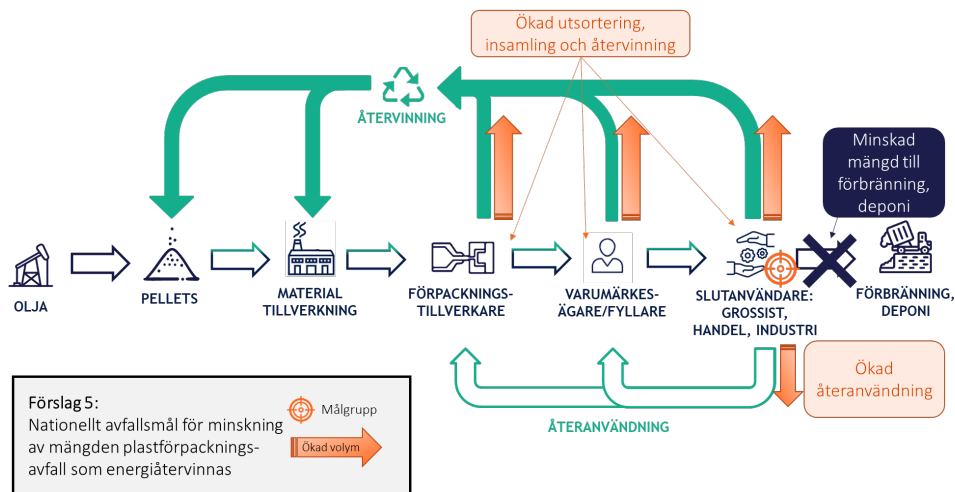 Ökad utsortering,
insamling och återvinning
ÅTERVINNING
Minskad
mängd till
förbränning,
deponi
OLJA
PELLETS
MATERIAL
TILLVERKNING
FÖRPACKNINGS-
TILLVERKARE
VARUMÄRKES-
ÄGARE/FYLLARE
SLUTANVÄNDARE:
GROSSIST,
HANDEL, INDUSTRI
FÖRBRÄNNING,
DEPONI
Ökad
återanvändning
ÅTERANVÄNDNING
Förslag 5:
Nationellt avfallsmål för minskning
av mängden plastförpacknings-
avfall som energiåtervinnas
Målgrupp
Ökad volym